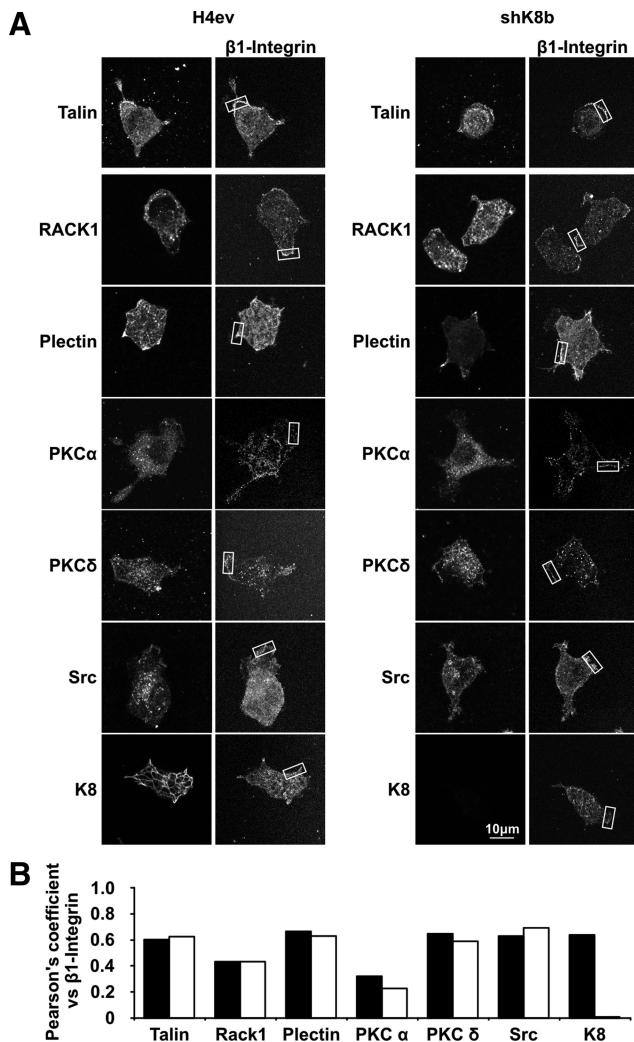 A
H4ev
shK8b
β1-Integrin
β1-Integrin
Talin
Talin
RACK1
RACK1
Plectin
Plectin
PKCα
PKCα
PKCδ
PKCδ
Src
Src
K8
K8
10μm
B
Pearson's coefficient
vs β1-Integrin
1.0
0.8
0.6
0.4
0.2
0
Talin Rack1 Plectin PKC α PKC δ Src K8